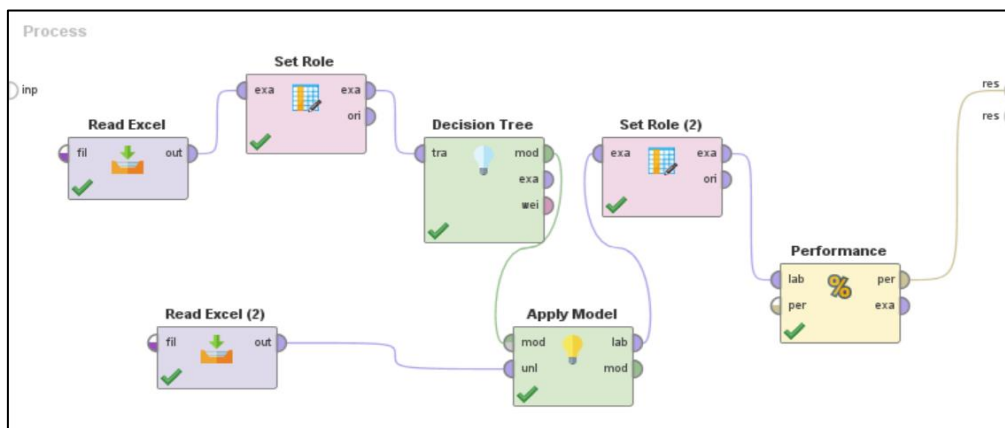 Process
inp
Read Excel
fil
out
Set Role
exa
exa
ori
Decision Tree
tra
mod
exa
wei
Set Role (2)
exa
exa
ori
Read Excel (2)
fil
out
Apply Model
mod
lab
unl
mod
Performance
lab
per
%
per
exa
res
res